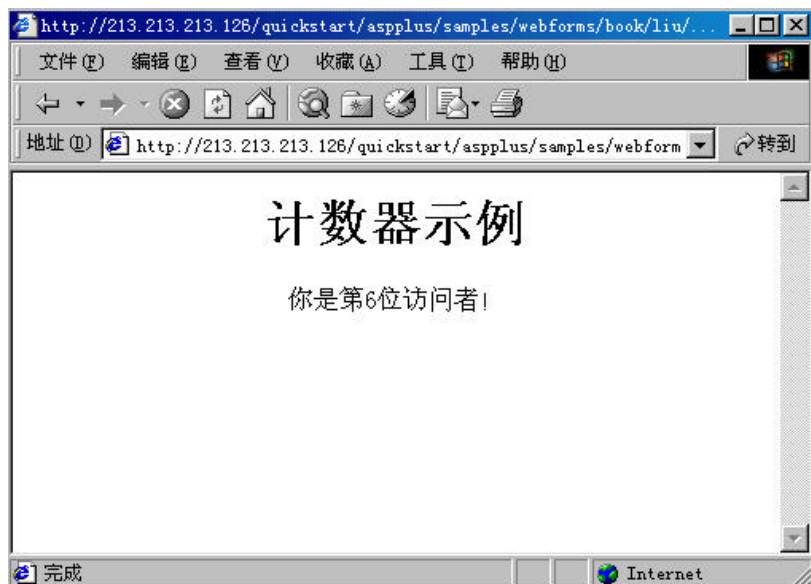 http://213.213.213.126/quickstart/aspplus/samples/webforms/book/liu/...
文件(F) 编辑(E) 查看(V) 收藏(A) 工具(T) 帮助(H)
地址(D) http://213.213.213.126/quickstart/aspplus/samples/webform 转到
计数器示例
你是第6位访问者!
完成 Internet